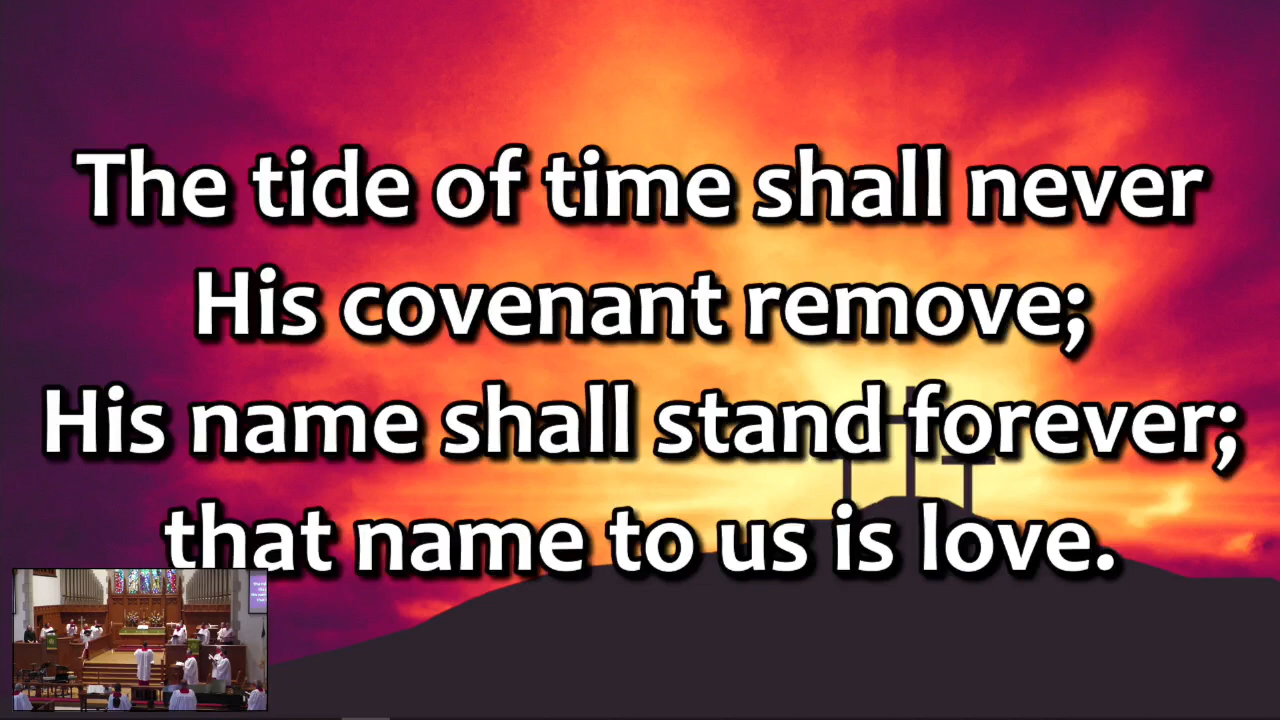 The tide of time shall never
His covenant remove;
His name shall stand forever;
that name to us is love.